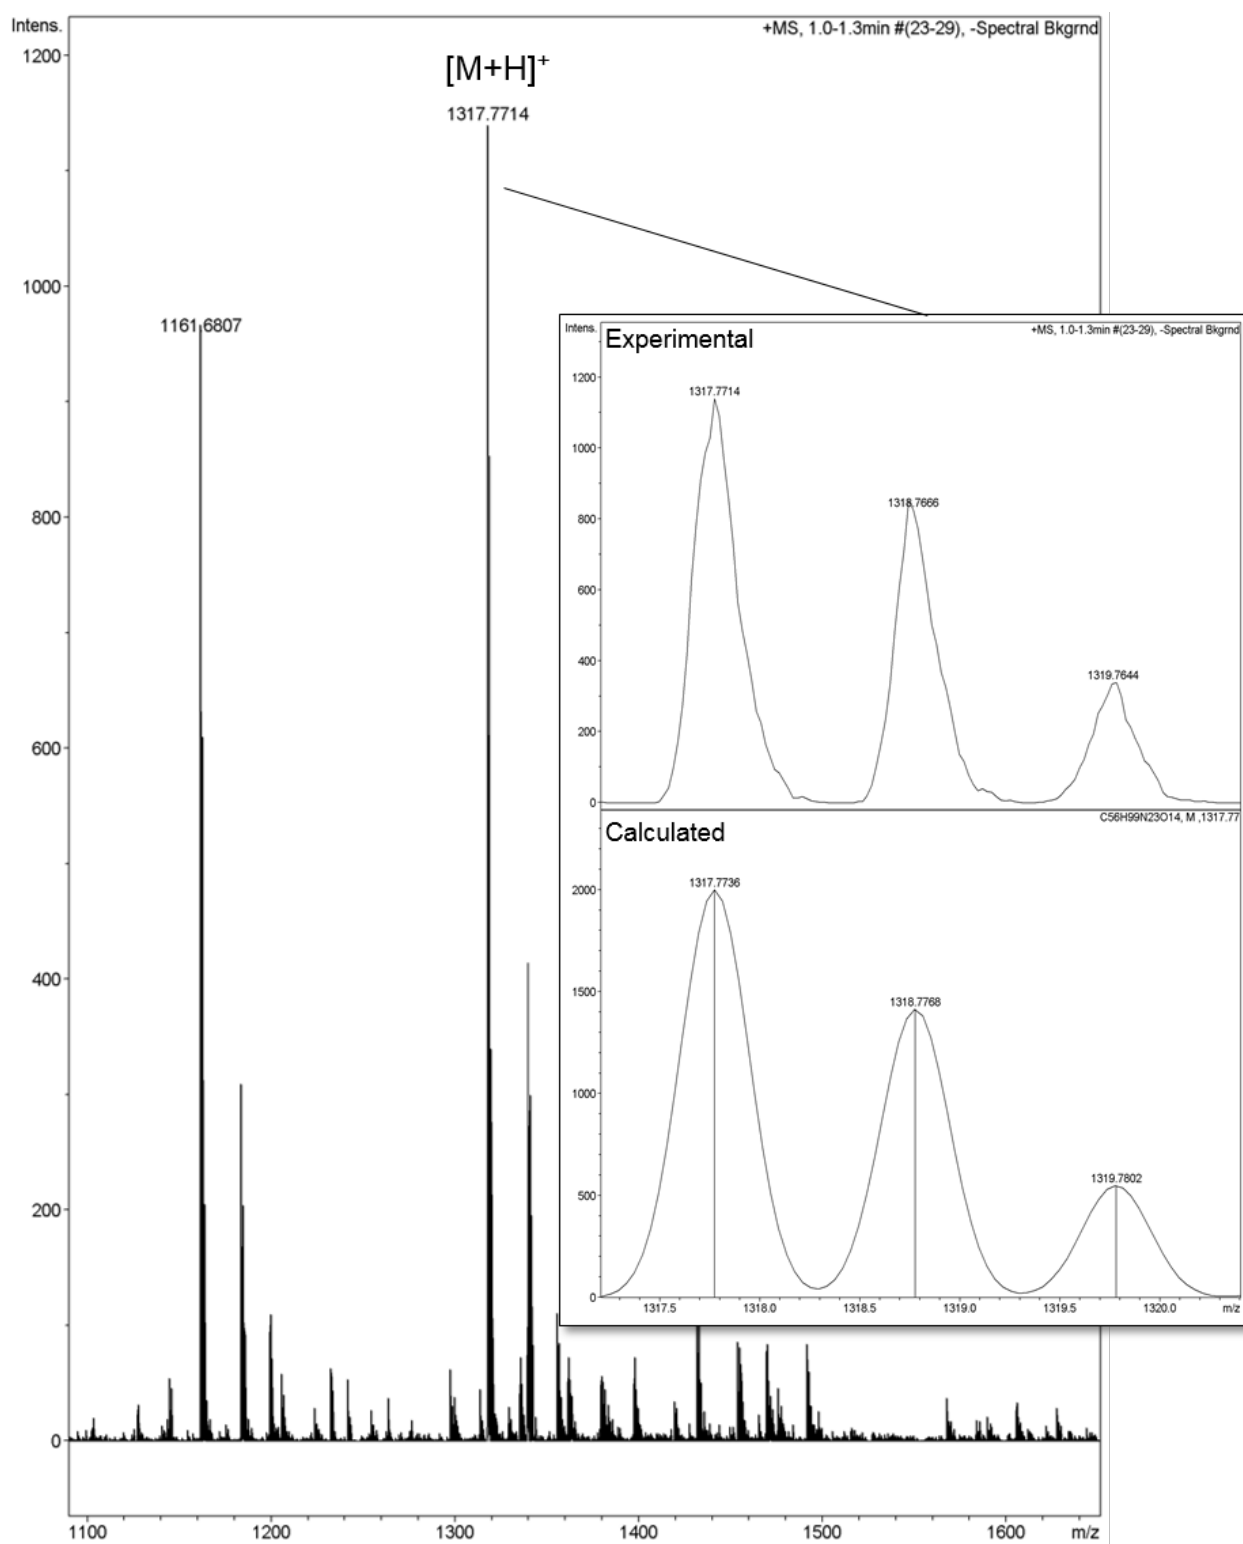 Intens.
+MS, 1.0-1.3min #(23-29), -Spectral Bkgrnd
1200
[M+H]+
1317.7714
1000
1161.6807
800
600
400
200
0
1100 1200 1300 1400 1500 1600 m/z
Intens.
Experimental
+MS, 1.0-1.3min #(23-29), -Spectral Bkgrnd
1200
1317.7714
1000
1318.7666
800
600
400
1319.7644
200
0
Calculated
C56H99N23O14, M ,1317.77
2000
1317.7736
1500
1318.7768
1000
500
1319.7802
0
1317.5 1318.0 1318.5 1319.0 1319.5 1320.0 m/z